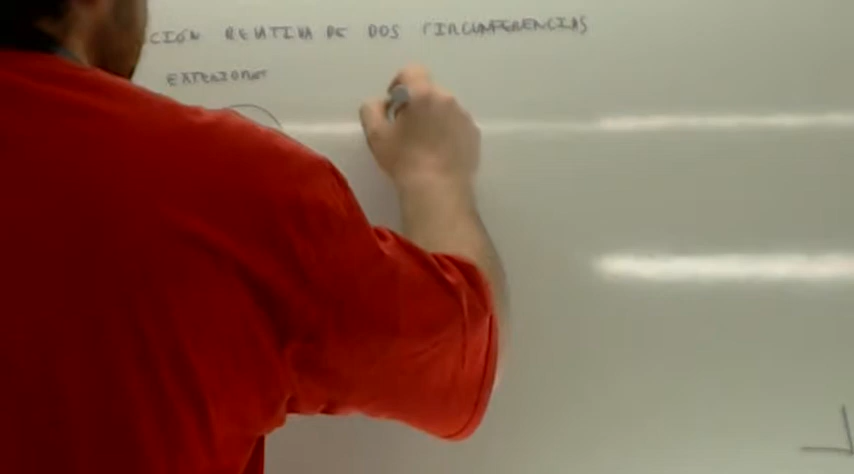 CIÓN RELATIVA DE DOS CIRCUNFERENCIAS
EXTERIORES